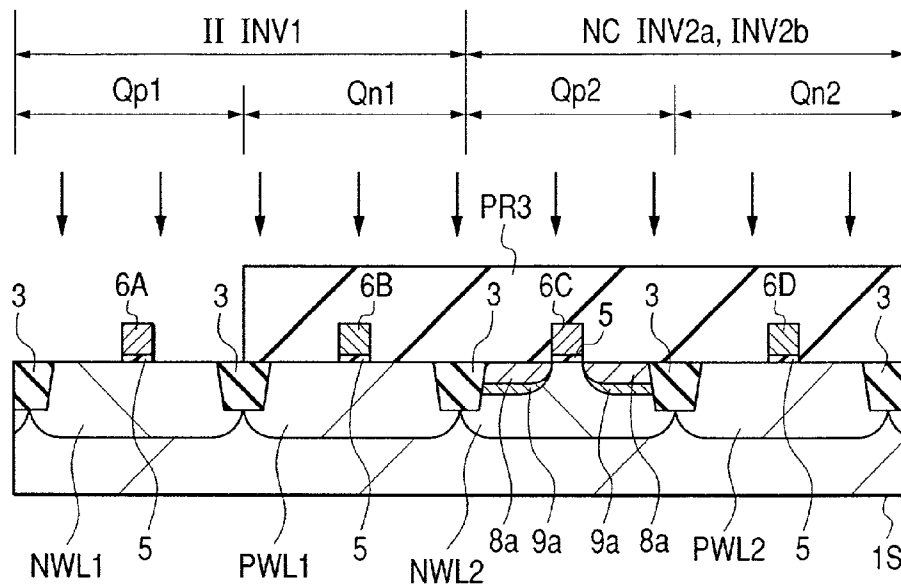 II INV1 NC INV2a, INV2b
Qp1 Qn1 Qp2 Qn2
PR3
3 6A 3 6B 3 6C 5 3 6D 3
NWL1 5 PWL1 5 NWL2 8a 9a 9a 8a PWL2 5 1S